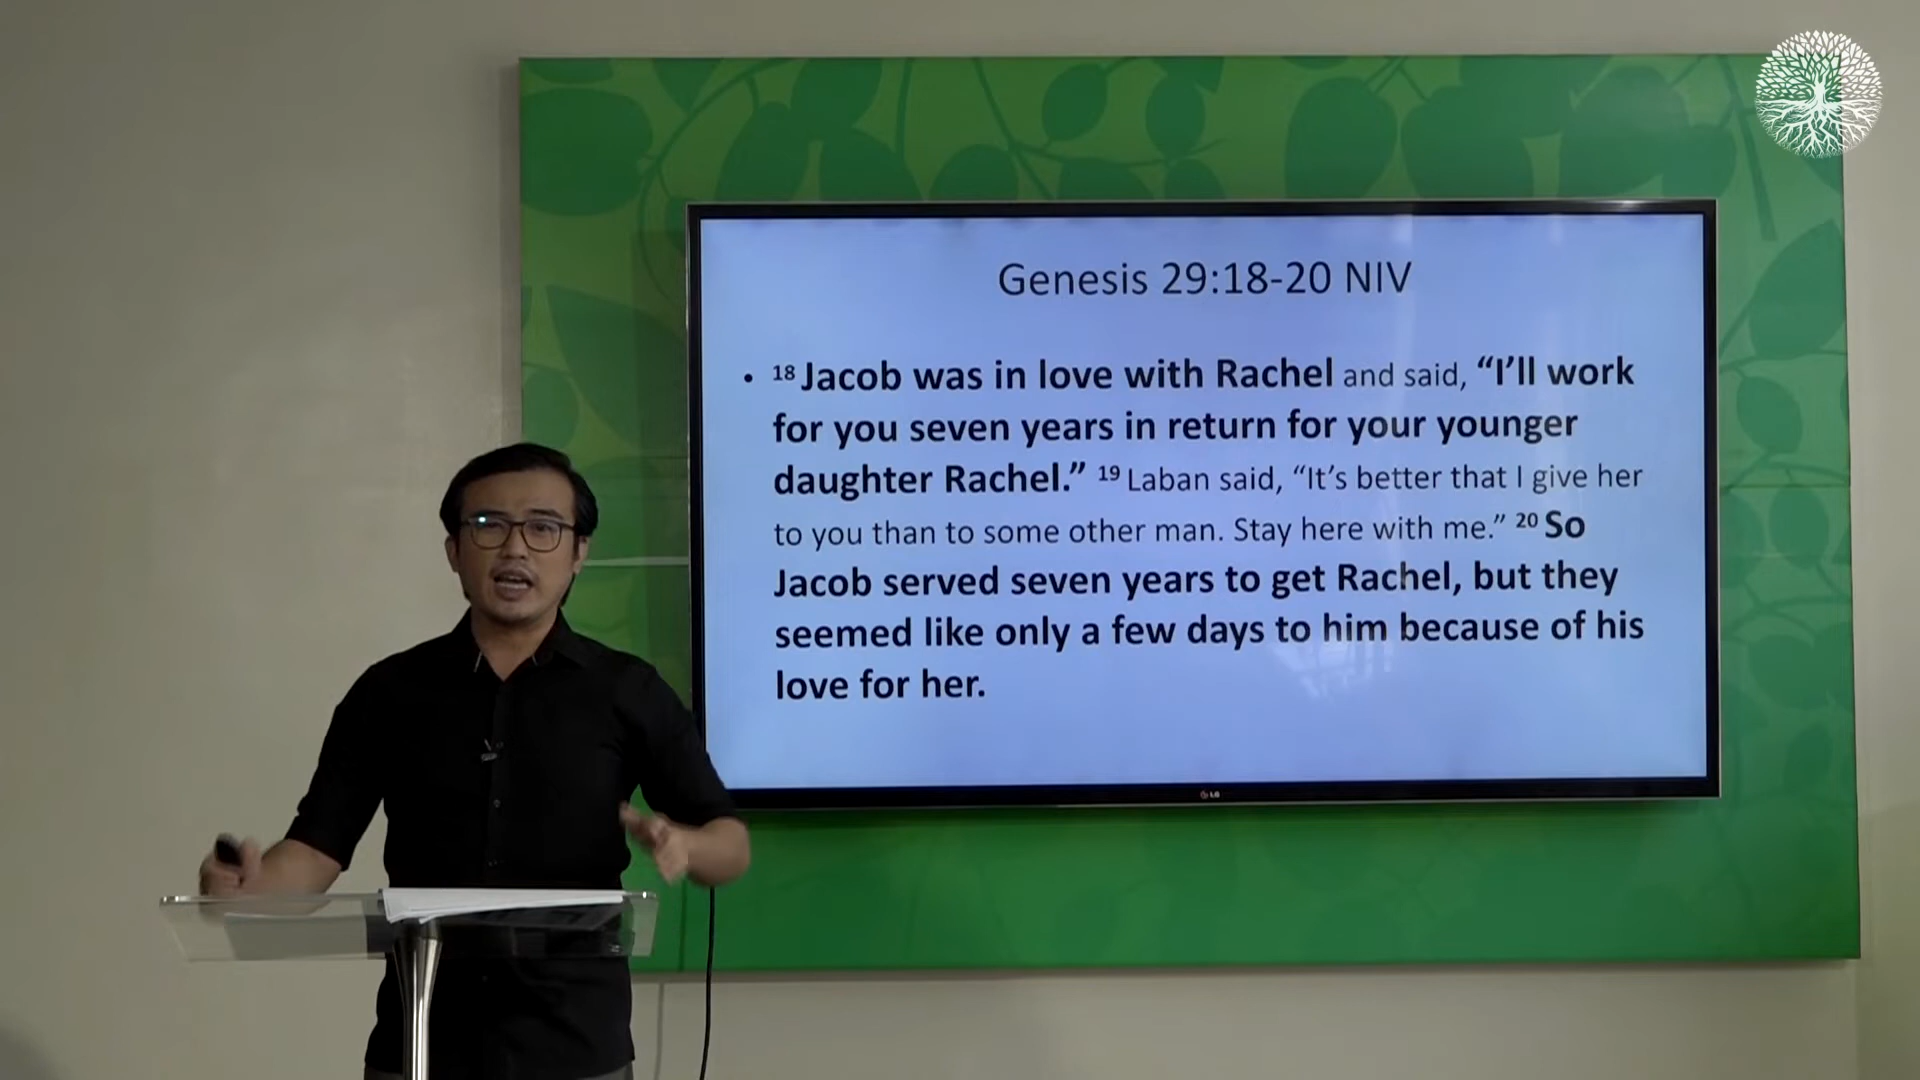 Genesis 29:18-20 NIV
• 18 Jacob was in love with Rachel and said, “I’ll work
for you seven years in return for your younger
daughter Rachel.” 19 Laban said, “It’s better that I give her
to you than to some other man. Stay here with me.” 20 So
Jacob served seven years to get Rachel, but they
seemed like only a few days to him because of his
love for her.
LG